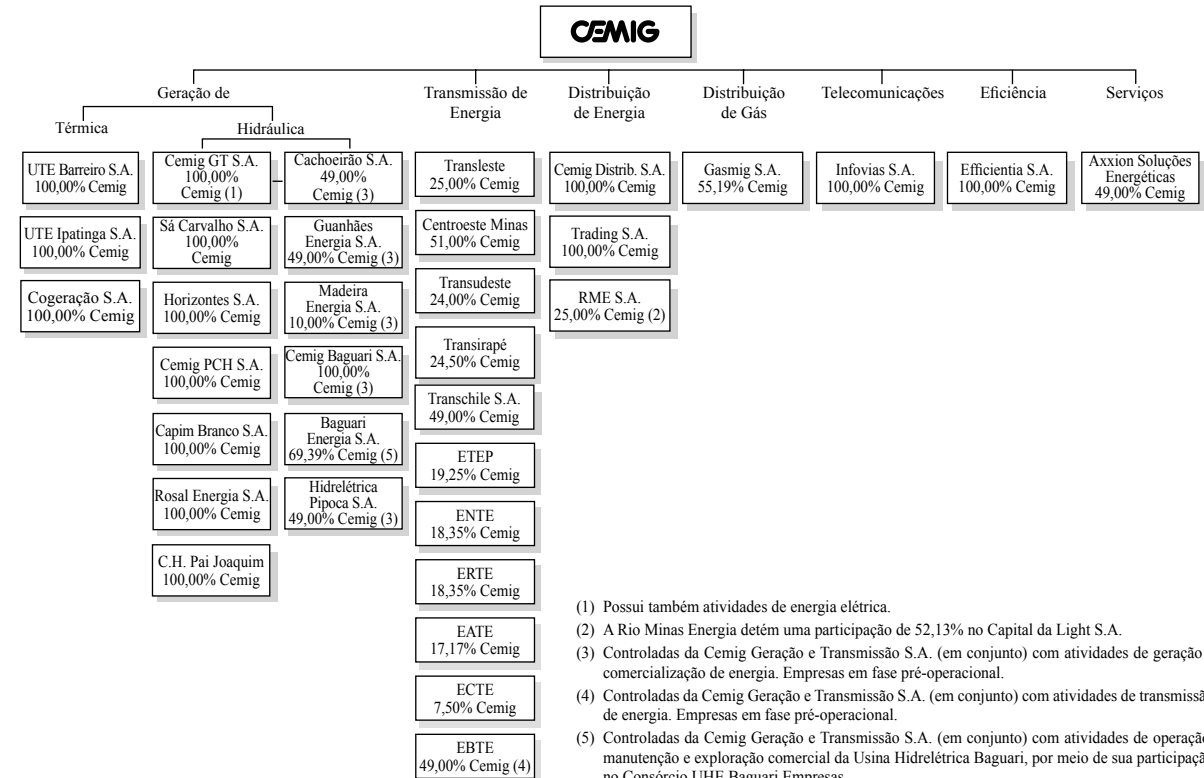 CEMIG
Geração de
Térmica
Hidráulica
Transmissão de
Energia
Distribuição
de Energia
Distribuição
de Gás
Telecomunicações
Eficiência
Serviços
UTE Barreiro S.A.
100,00% Cemig
UTE Ipatinga S.A.
100,00% Cemig
Cogeração S.A.
100,00% Cemig
Cemig GT S.A.
100,00%
Cemig (1)
Sá Carvalho S.A.
100,00%
Cemig
Horizontes S.A.
100,00% Cemig
Cemig PCH S.A.
100,00% Cemig
Capim Branco S.A.
100,00% Cemig
Rosal Energia S.A.
100,00% Cemig
C.H. Pai Joaquim
100,00% Cemig
Cachoeirão S.A.
49,00%
Cemig (3)
Guanhães
Energia S.A.
49,00% Cemig (3)
Madeira
Energia S.A.
10,00% Cemig (3)
Cemig Baguari S.A.
100,00%
Cemig (3)
Baguari
Energia S.A.
69,39% Cemig (5)
Hidrelétrica
Pipoca S.A.
49,00% Cemig (3)
Transleste
25,00% Cemig
Centroeste Minas
51,00% Cemig
Transudeste
24,00% Cemig
Transirapé
24,50% Cemig
Transchile S.A.
49,00% Cemig
ETEP
19,25% Cemig
ENTE
18,35% Cemig
ERTE
18,35% Cemig
EATE
17,17% Cemig
ECTE
7,50% Cemig
EBTE
49,00% Cemig (4)
Cemig Distrib. S.A.
100,00% Cemig
Trading S.A.
100,00% Cemig
RME S.A.
25,00% Cemig (2)
Gasmig S.A.
55,19% Cemig
Infovias S.A.
100,00% Cemig
Efficientia S.A.
100,00% Cemig
Axxion Soluções
Energéticas
49,00% Cemig
(1) Possui também atividades de energia elétrica.
(2) A Rio Minas Energia detém uma participação de 52,13% no Capital da Light S.A.
(3) Controladas da Cemig Geração e Transmissão S.A. (em conjunto) com atividades de geração
comercialização de energia. Empresas em fase pré-operacional.
(4) Controladas da Cemig Geração e Transmissão S.A. (em conjunto) com atividades de transmissã
de energia. Empresas em fase pré-operacional.
(5) Controladas da Cemig Geração e Transmissão S.A. (em conjunto) com atividades de operação
manutenção e exploração comercial da Usina Hidrelétrica Baguari, por meio de sua participaç
no Consórcio UHE Baguari Empresas